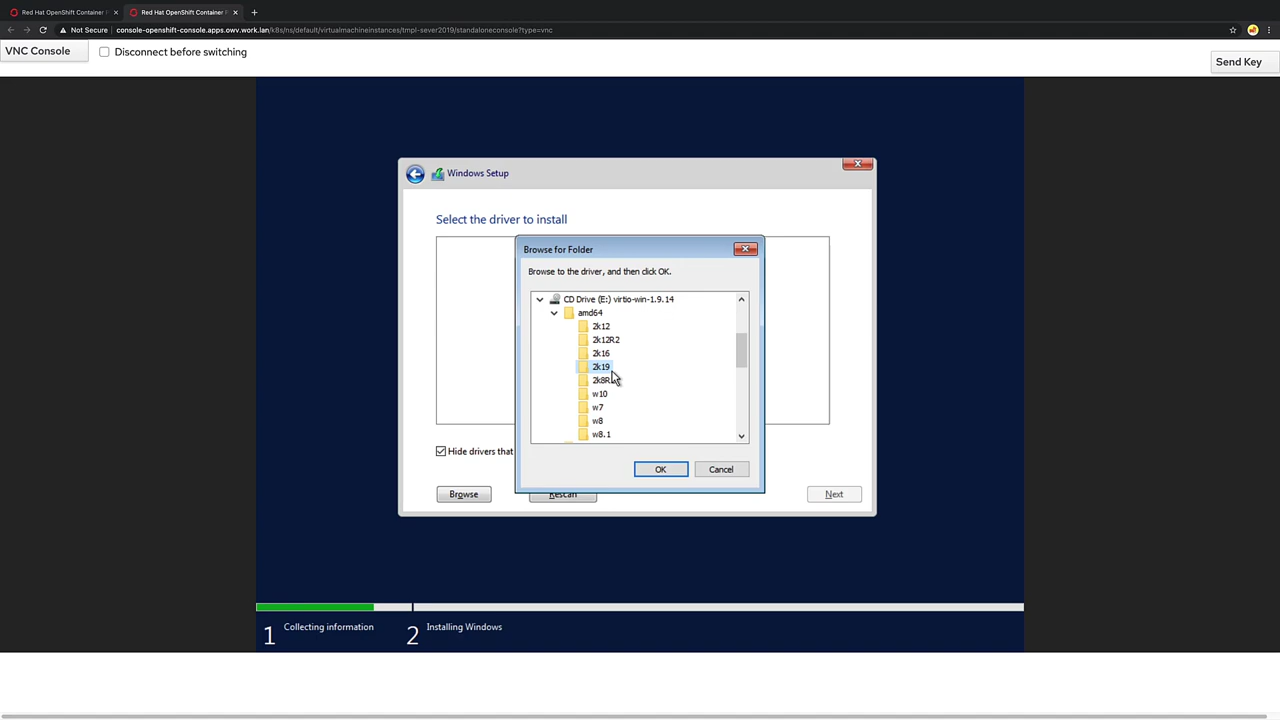 Red Hat OpenShift Container
Red Hat OpenShift Container
Not Secure
console-openshift-console.apps.owv.work.lan/k8s/ns/default/virtualmachineinstances/tmpl-sever2019/standaloneconsole?type=vnc
VNC Console
Disconnect before switching
Send Key
Windows Setup
Select the driver to install
Browse for Folder
Browse to the driver, and then click OK.
CD Drive (E:) virtio-win-1.9.14
amd64
2k12
2k12R2
2k16
2k19
2k8R
w10
w7
w8
w8.1
OK
Cancel
Hide drivers that
Browse
Rescan
Next
1 Collecting information
2 Installing Windows